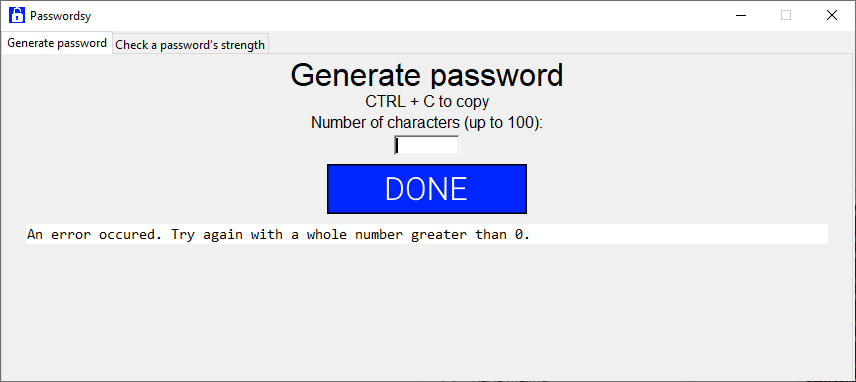 Passwordsy
Generate password
Check a password's strength
Generate password
CTRL + C to copy
Number of characters (up to 100):
DONE
An error occured. Try again with a whole number greater than 0.